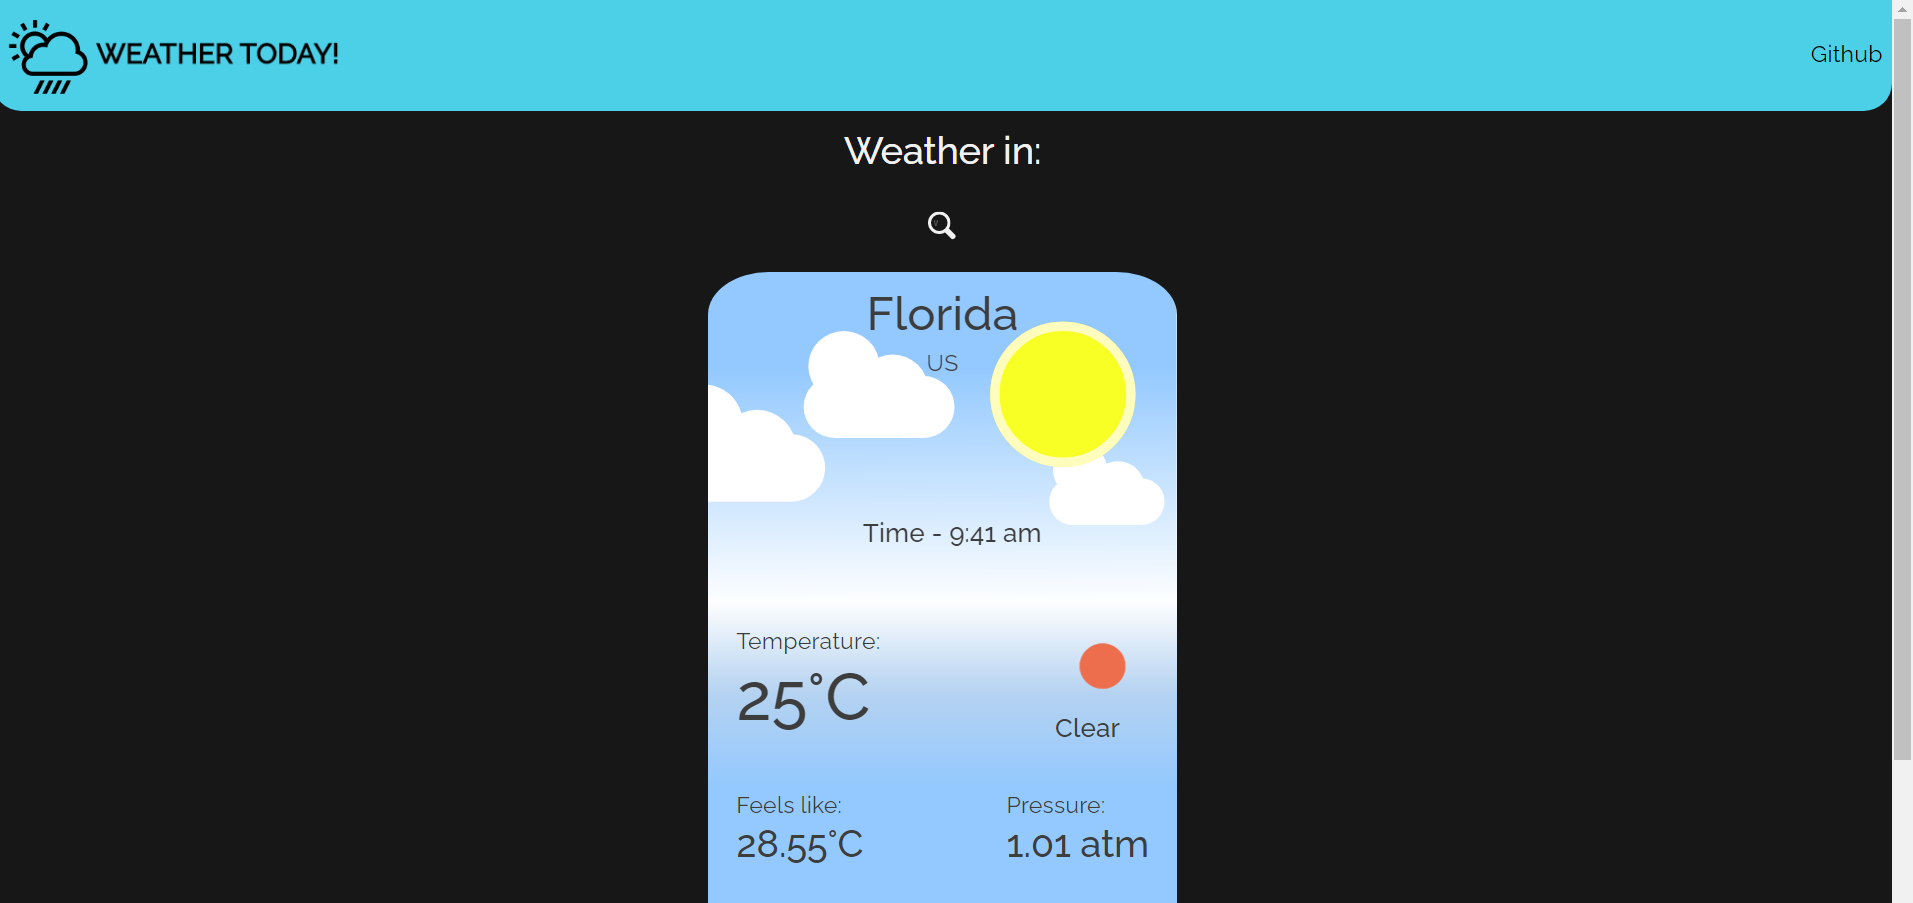 WEATHER TODAY!
Github
Weather in:
Florida
US
Time - 9:41 am
Temperature:
25°C
Clear
Feels like:
Pressure:
28.55°C
1.01 atm